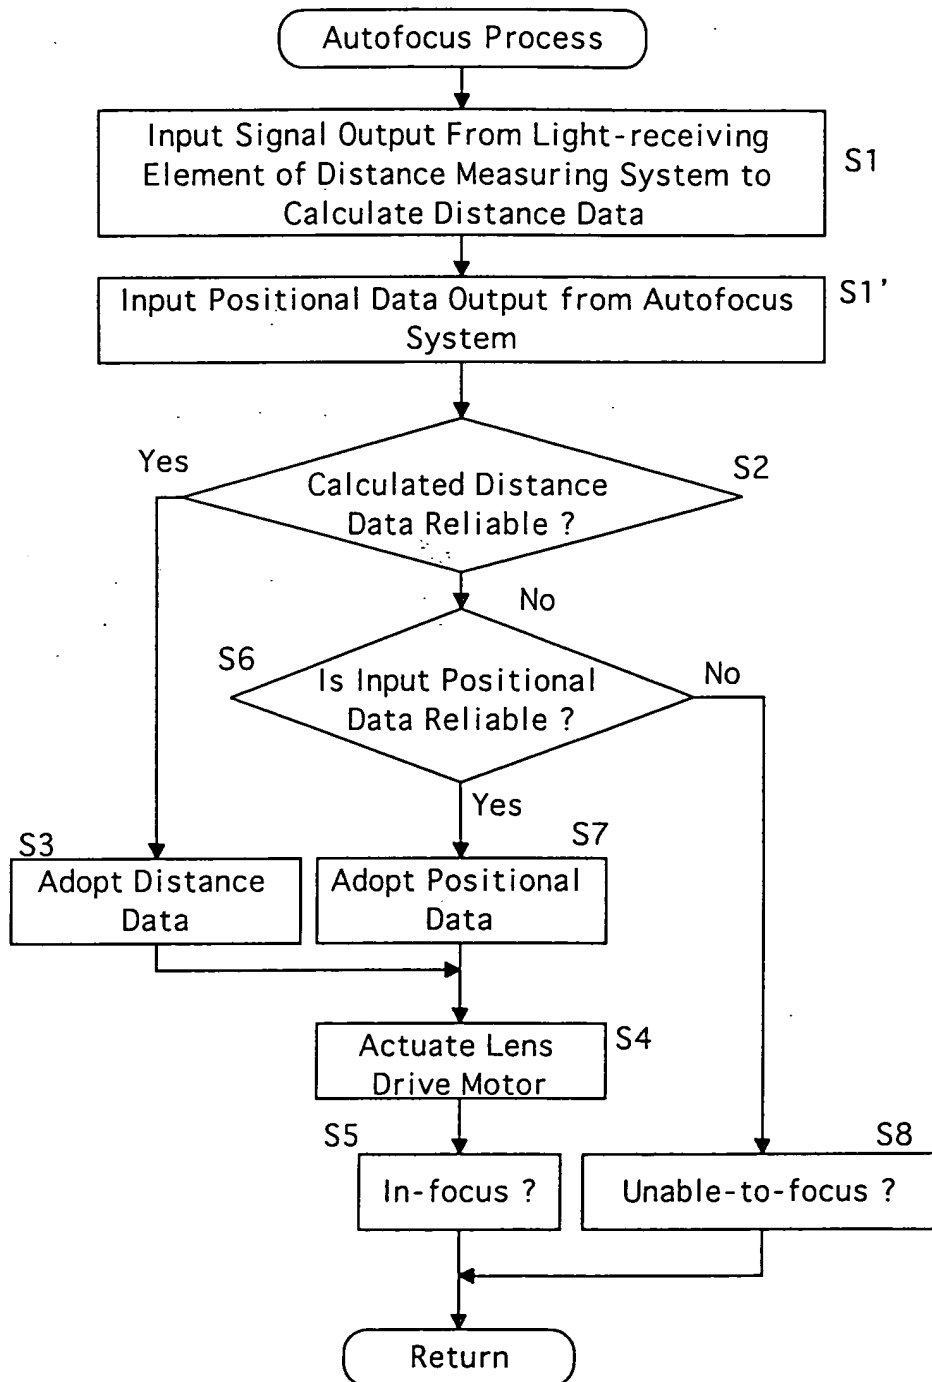 Autofocus Process
Input Signal Output From Light-receiving
Element of Distance Measuring System to
Calculate Distance Data
S1
Input Positional Data Output from Autofocus
System
S1'
Yes
Calculated Distance
Data Reliable ?
S2
No
S6
Is Input Positional
Data Reliable ?
No
Yes
S3
Adopt Distance
Data
S7
Adopt Positional
Data
Actuate Lens
Drive Motor
S4
S5
In-focus ?
S8
Unable-to-focus ?
Return